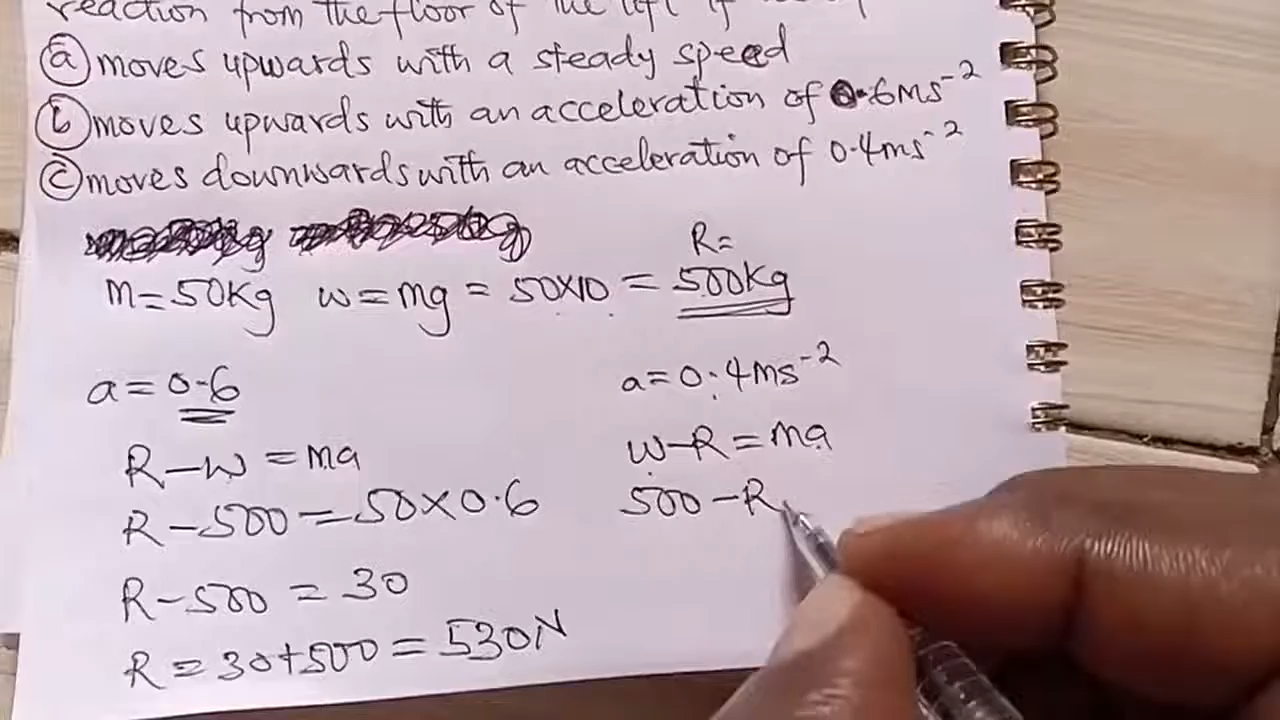 reaction from the floor of the lift if
ⓐ moves upwards with a steady speed
ⓑ moves upwards with an acceleration of 0.6ms⁻²
ⓒ moves downwards with an acceleration of 0.4ms⁻²
R=
m=50Kg w=mg = 50×10 = 500Kg
a=0.6
R-w=ma
R-500=50×0.6
R-500=30
R=30+500=530N
a=0.4ms⁻²
w-R=ma
500-R